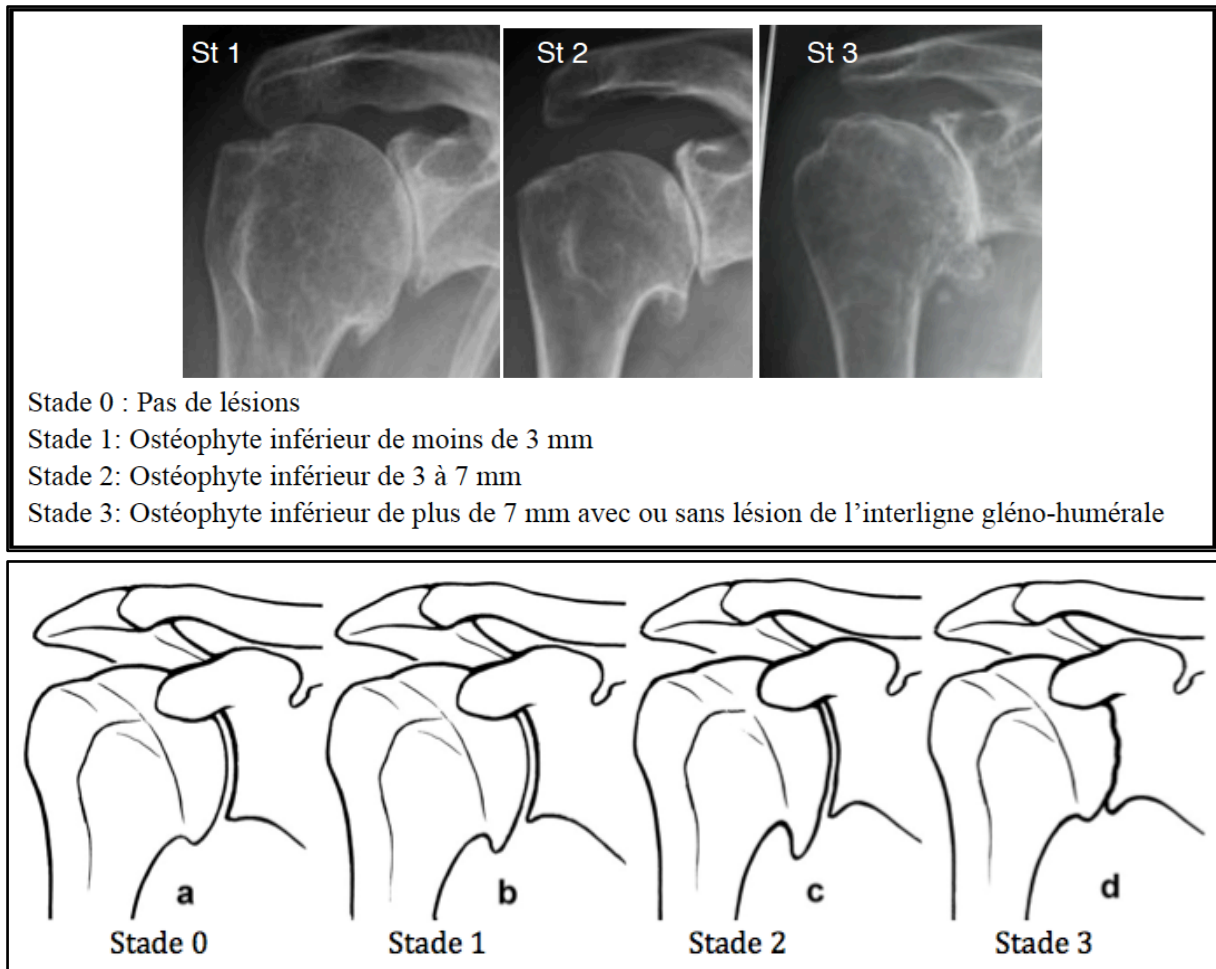 St 1
St 2
St 3
Stade 0 : Pas de lésions
Stade 1: Ostéophyte inférieur de moins de 3 mm
Stade 2: Ostéophyte inférieur de 3 à 7 mm
Stade 3: Ostéophyte inférieur de plus de 7 mm avec ou sans lésion de l’interligne gléno-humérale
a
b
c
d
Stade 0
Stade 1
Stade 2
Stade 3